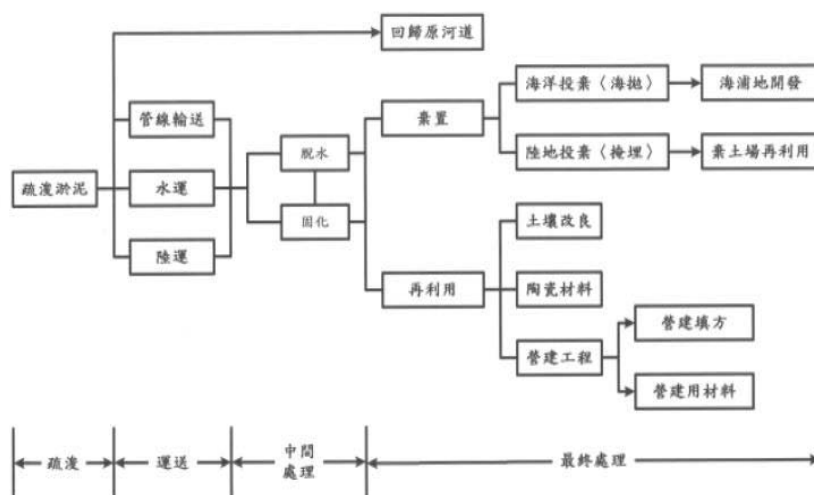 回歸原河道
海洋投棄〈海拋〉
海浦地開發
管線輸送
棄置
脫水
陸地投棄〈掩埋〉
棄土場再利用
疏浚淤泥
水運
固化
土壤改良
陸運
再利用
陶瓷材料
營建填方
營建工程
營建用材料
疏浚
運送
中間
處理
最終處理